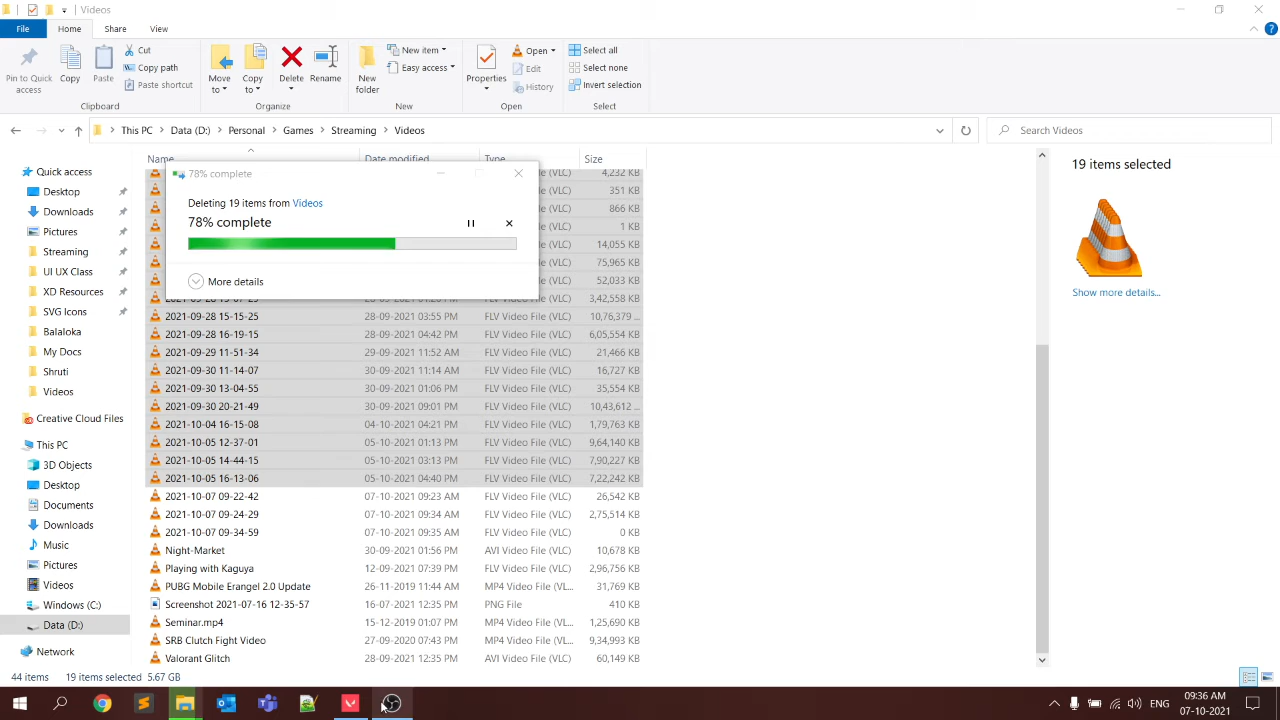 Videos
File Home Share View
Pin to Quick access
Copy
Paste
Cut
Copy path
Paste shortcut
Clipboard
Move to
Copy to
Delete
Rename
Organize
New folder
New item
Easy access
New
Properties
Open
Edit
History
Open
Select all
Select none
Invert selection
Select
This PC Data (D:) Personal Games Streaming Videos
Search Videos
Quick access
Desktop
Downloads
Pictures
Streaming
UI UX Class
XD Resources
SVG Icons
Balaloka
My Docs
Shruti
Videos
Creative Cloud Files
This PC
3D Objects
Desktop
Documents
Downloads
Music
Pictures
Videos
Windows (C:)
Data (D:)
Network
Name Date modified Type Size
78% complete
Deleting 19 items from Videos
78% complete
More details
(VLC) 4,232 KB
(VLC) 351 KB
(VLC) 866 KB
(VLC) 1 KB
(VLC) 14,055 KB
(VLC) 75,965 KB
(VLC) 52,033 KB
FLV Video File (VLC) 3,42,558 KB
2021-09-28 15-15-25 28-09-2021 03:55 PM FLV Video File (VLC) 10,76,379 ...
2021-09-28 16-19-15 28-09-2021 04:42 PM FLV Video File (VLC) 6,05,554 KB
2021-09-29 11-51-34 29-09-2021 11:52 AM FLV Video File (VLC) 21,466 KB
2021-09-30 11-14-07 30-09-2021 11:14 AM FLV Video File (VLC) 16,727 KB
2021-09-30 13-04-55 30-09-2021 01:06 PM FLV Video File (VLC) 35,554 KB
2021-09-30 20-21-49 30-09-2021 09:01 PM FLV Video File (VLC) 10,43,612 ...
2021-10-04 16-15-08 04-10-2021 04:21 PM FLV Video File (VLC) 1,79,763 KB
2021-10-05 12-37-01 05-10-2021 01:13 PM FLV Video File (VLC) 9,64,140 KB
2021-10-05 14-44-15 05-10-2021 03:13 PM FLV Video File (VLC) 7,90,227 KB
2021-10-05 16-13-06 05-10-2021 04:40 PM FLV Video File (VLC) 7,22,242 KB
2021-10-07 09-22-42 07-10-2021 09:23 AM FLV Video File (VLC) 26,542 KB
2021-10-07 09-24-29 07-10-2021 09:34 AM FLV Video File (VLC) 2,75,514 KB
2021-10-07 09-34-59 07-10-2021 09:35 AM FLV Video File (VLC) 0 KB
Night-Market 30-09-2021 01:56 PM AVI Video File (VLC) 10,678 KB
Playing with Kaguya 12-09-2021 07:39 PM FLV Video File (VLC) 2,96,756 KB
PUBG Mobile Erangel 2.0 Update 26-11-2019 11:44 AM MP4 Video File (VL... 31,769 KB
Screenshot 2021-07-16 12-35-57 16-07-2021 12:35 PM PNG File 410 KB
Seminar.mp4 15-12-2019 01:07 PM MP4 Video File (VL... 1,25,690 KB
SRB Clutch Fight Video 27-09-2020 07:43 PM MP4 Video File (VL... 9,34,993 KB
Valorant Glitch 28-09-2021 12:35 PM AVI Video File (VLC) 60,149 KB
19 items selected
Show more details...
44 items 19 items selected 5.67 GB
ENG
09:36 AM
07-10-2021